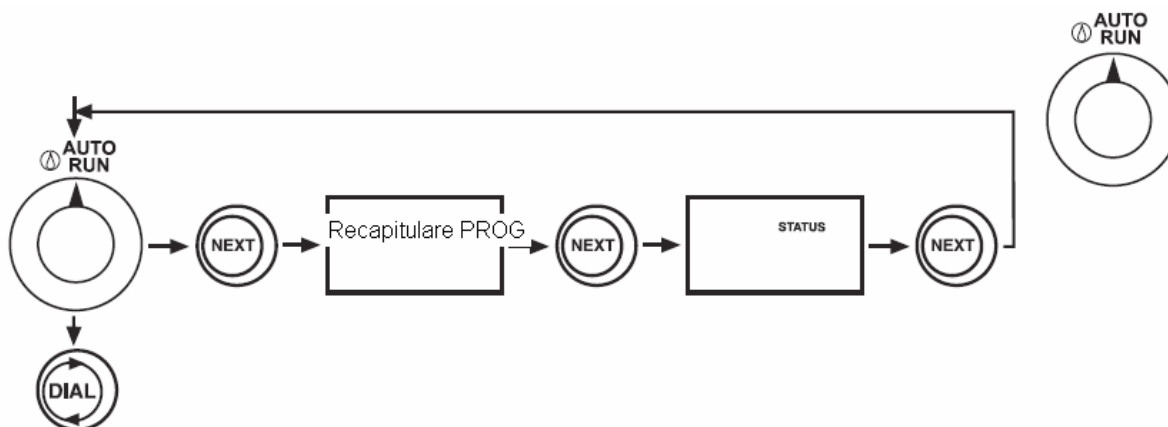 AUTO
RUN
AUTO
RUN
NEXT
Recapitulare PROG
NEXT
STATUS
NEXT
DIAL